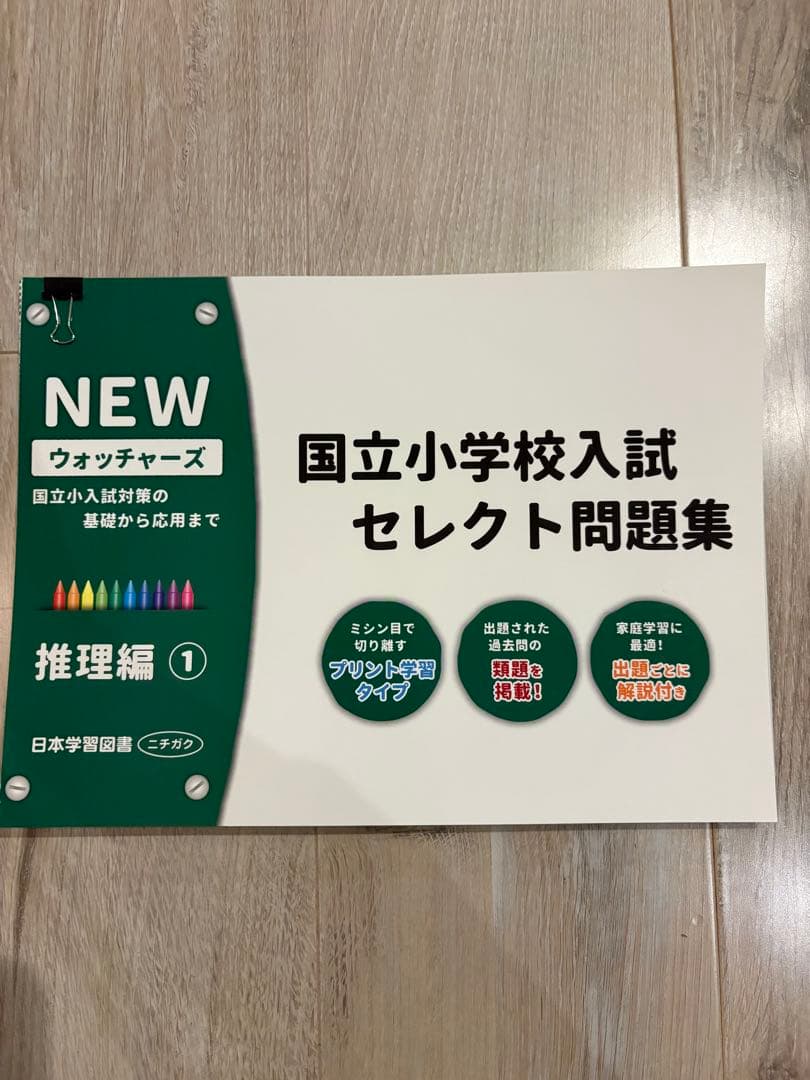 NEW
ウォッチャーズ
国立小入試対策の
基礎から応用まで
推理編 ①
日本学習図書 ニチガク
国立小学校入試
セレクト問題集
ミシン目で
切り離す
プリント学習
タイプ
出題された
過去問の
類題を
掲載！
家庭学習に
最適！
出題ごとに
解説付き